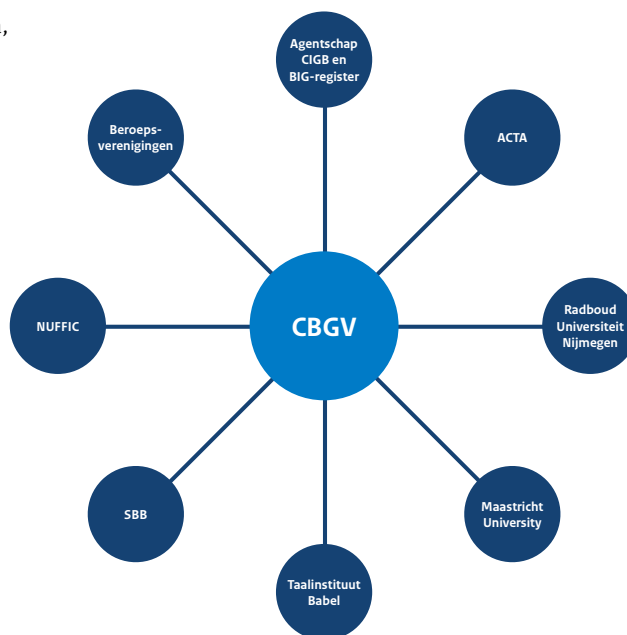 Agentschap
CIGB en
BIG-register
Beroeps-
verenigingen
ACTA
NUFFIC
CBGV
Radboud
Universiteit
Nijmegen
SBB
Maastricht
University
Taalinstituut
Babel